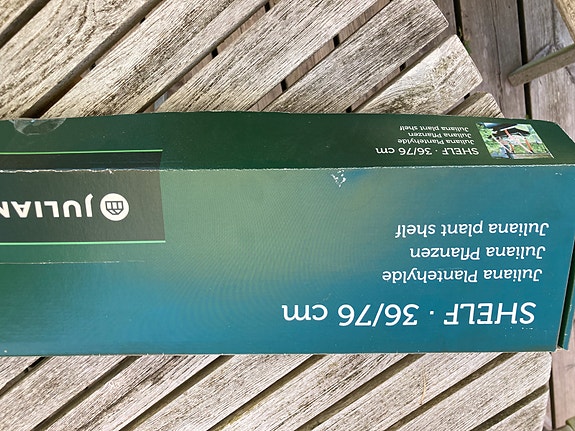 SHELF · 36/76 cm
Juliana Plantehylde
Juliana Pflanzen
Juliana plant shelf
JULIAN
SHELF · 36/76 cm
Juliana Plantehylde
Juliana Pflanzen
Juliana plant shelf